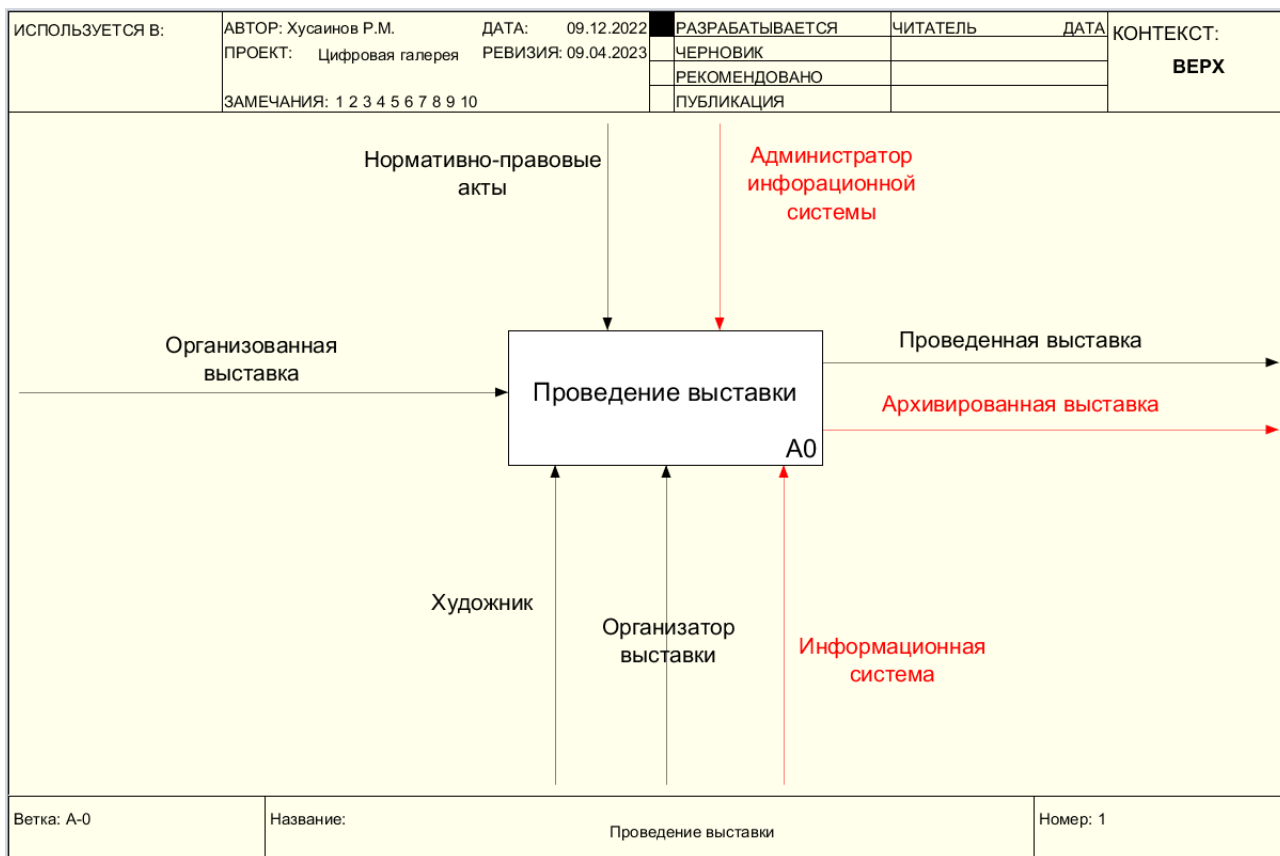 ИСПОЛЬЗУЕТСЯ В:
АВТОР: Хусаинов Р.М.
ДАТА: 09.12.2022
ПРОЕКТ: Цифровая галерея
РЕВИЗИЯ: 09.04.2023
ЗАМЕЧАНИЯ: 1 2 3 4 5 6 7 8 9 10
РАЗРАБАТЫВАЕТСЯ
ЧЕРНОВИК
РЕКОМЕНДОВАНО
ПУБЛИКАЦИЯ
ЧИТАТЕЛЬ
ДАТА
КОНТЕКСТ:
ВЕРХ
Нормативно-правовые
акты
Администратор
инфорационной
системы
Организованная
выставка
Проведение выставки
A0
Проведенная выставка
Архивированная выставка
Художник
Организатор
выставки
Информационная
система
Ветка: A-0
Название:
Проведение выставки
Номер: 1